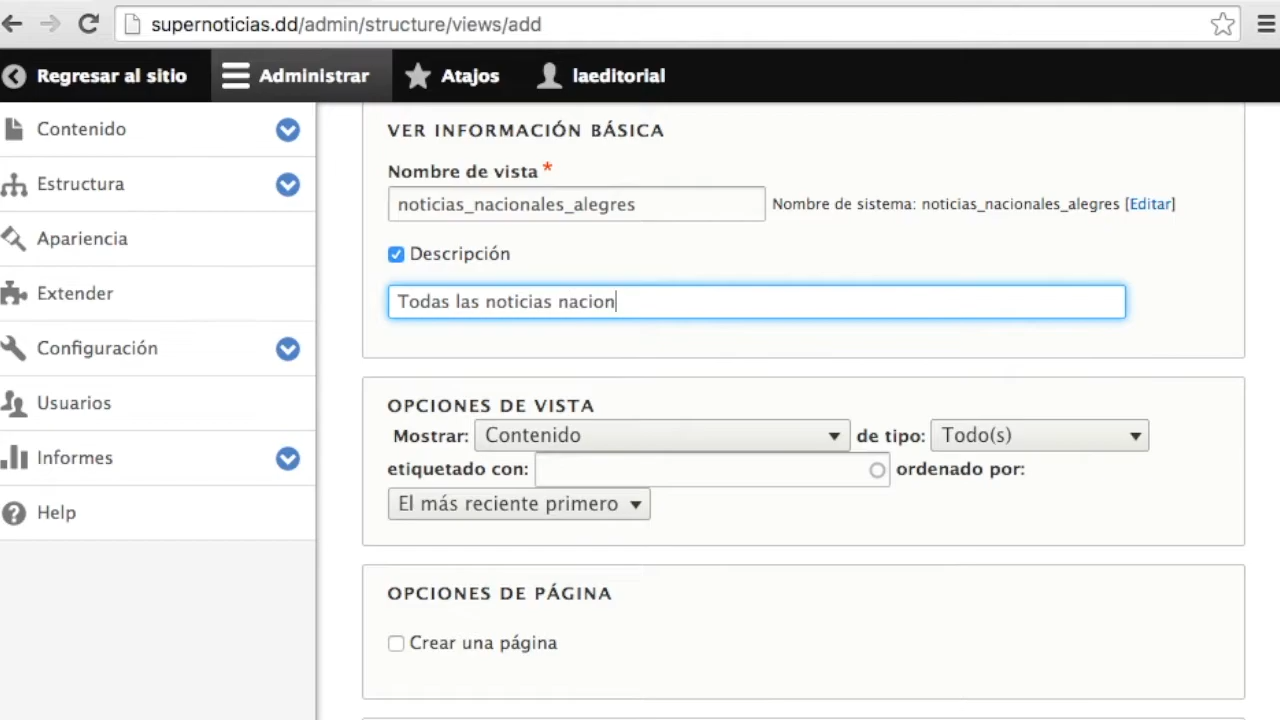 supernoticias.dd/admin/structure/views/add
Regresar al sitio Administrar Atajos laeditorial
Contenido
Estructura
Apariencia
Extender
Configuración
Usuarios
Informes
Help
VER INFORMACIÓN BÁSICA
Nombre de vista *
noticias_nacionales_alegres Nombre de sistema: noticias_nacionales_alegres [Editar]
Descripción
Todas las noticias nacion
OPCIONES DE VISTA
Mostrar: Contenido de tipo: Todo(s)
etiquetado con: ordenado por:
El más reciente primero
OPCIONES DE PÁGINA
Crear una página